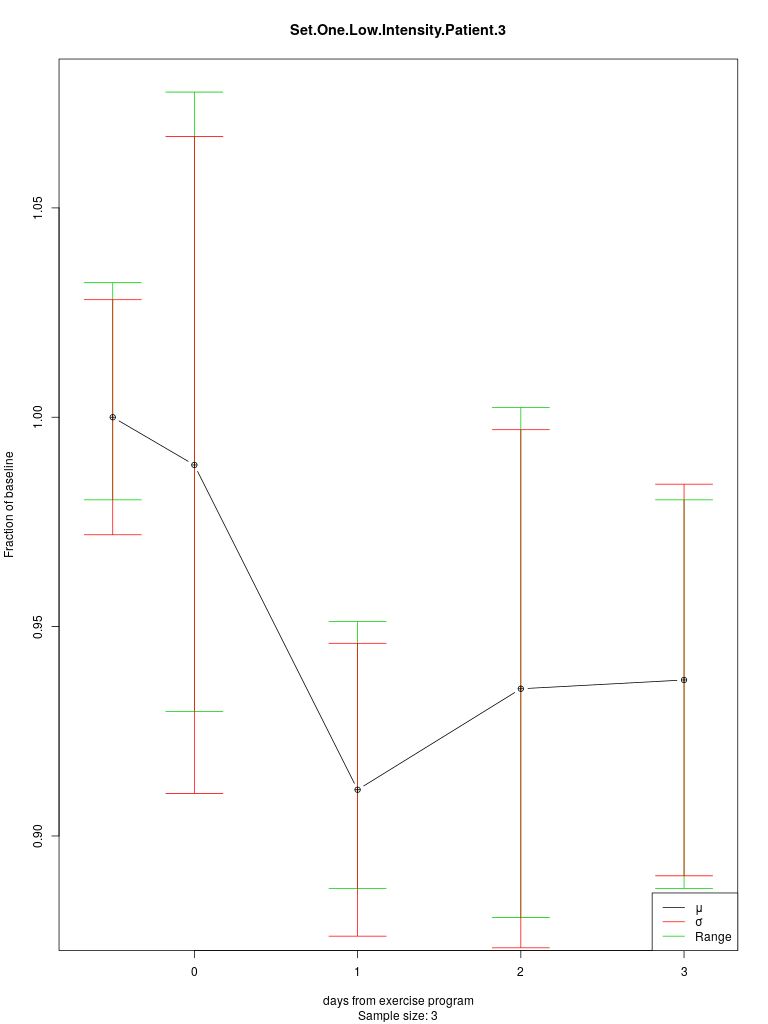 Set.One.Low.Intensity.Patient.3
Fraction of baseline
1.05
1.00
0.95
0.90
0
1
2
3
μ
σ
Range
days from exercise program
Sample size: 3